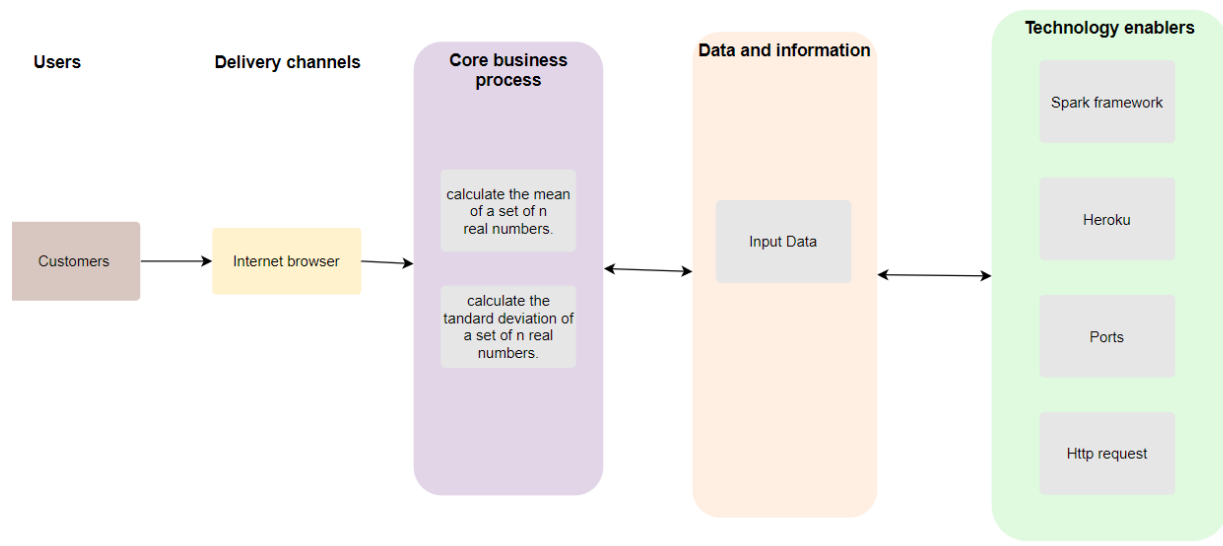 Users
Delivery channels
Core business
process
Data and information
Technology enablers
Customers
Internet browser
calculate the mean
of a set of n
real numbers.
calculate the
tandard deviation of
a set of n real
numbers.
Input Data
Spark framework
Heroku
Ports
Http request